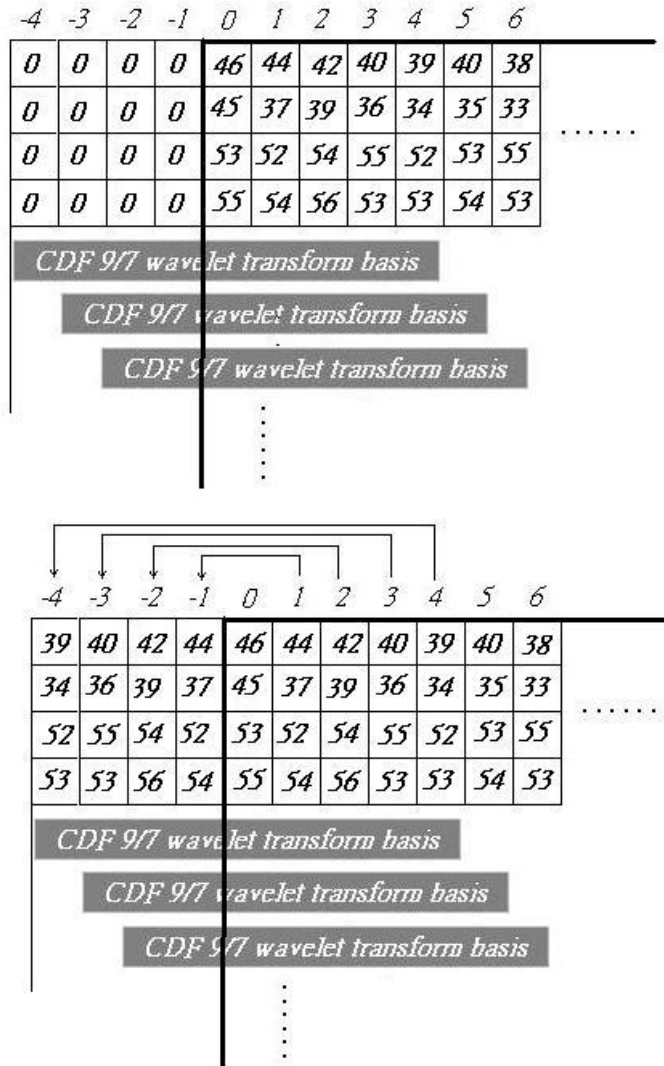 -4 -3 -2 -1 0 1 2 3 4 5 6
0 0 0 0 46 44 42 40 39 40 38
0 0 0 0 45 37 39 36 34 35 33
......
0 0 0 0 53 52 54 55 52 53 55
0 0 0 0 55 54 56 53 53 54 53
CDF 9/7 wavelet transform basis
CDF 9/7 wavelet transform basis
CDF 9/7 wavelet transform basis
-4 -3 -2 -1 0 1 2 3 4 5 6
39 40 42 44 46 44 42 40 39 40 38
34 36 39 37 45 37 39 36 34 35 33
......
52 55 54 52 53 52 54 55 52 53 55
53 53 56 54 55 54 56 53 53 54 53
CDF 9/7 wavelet transform basis
CDF 9/7 wavelet transform basis
CDF 9/7 wavelet transform basis